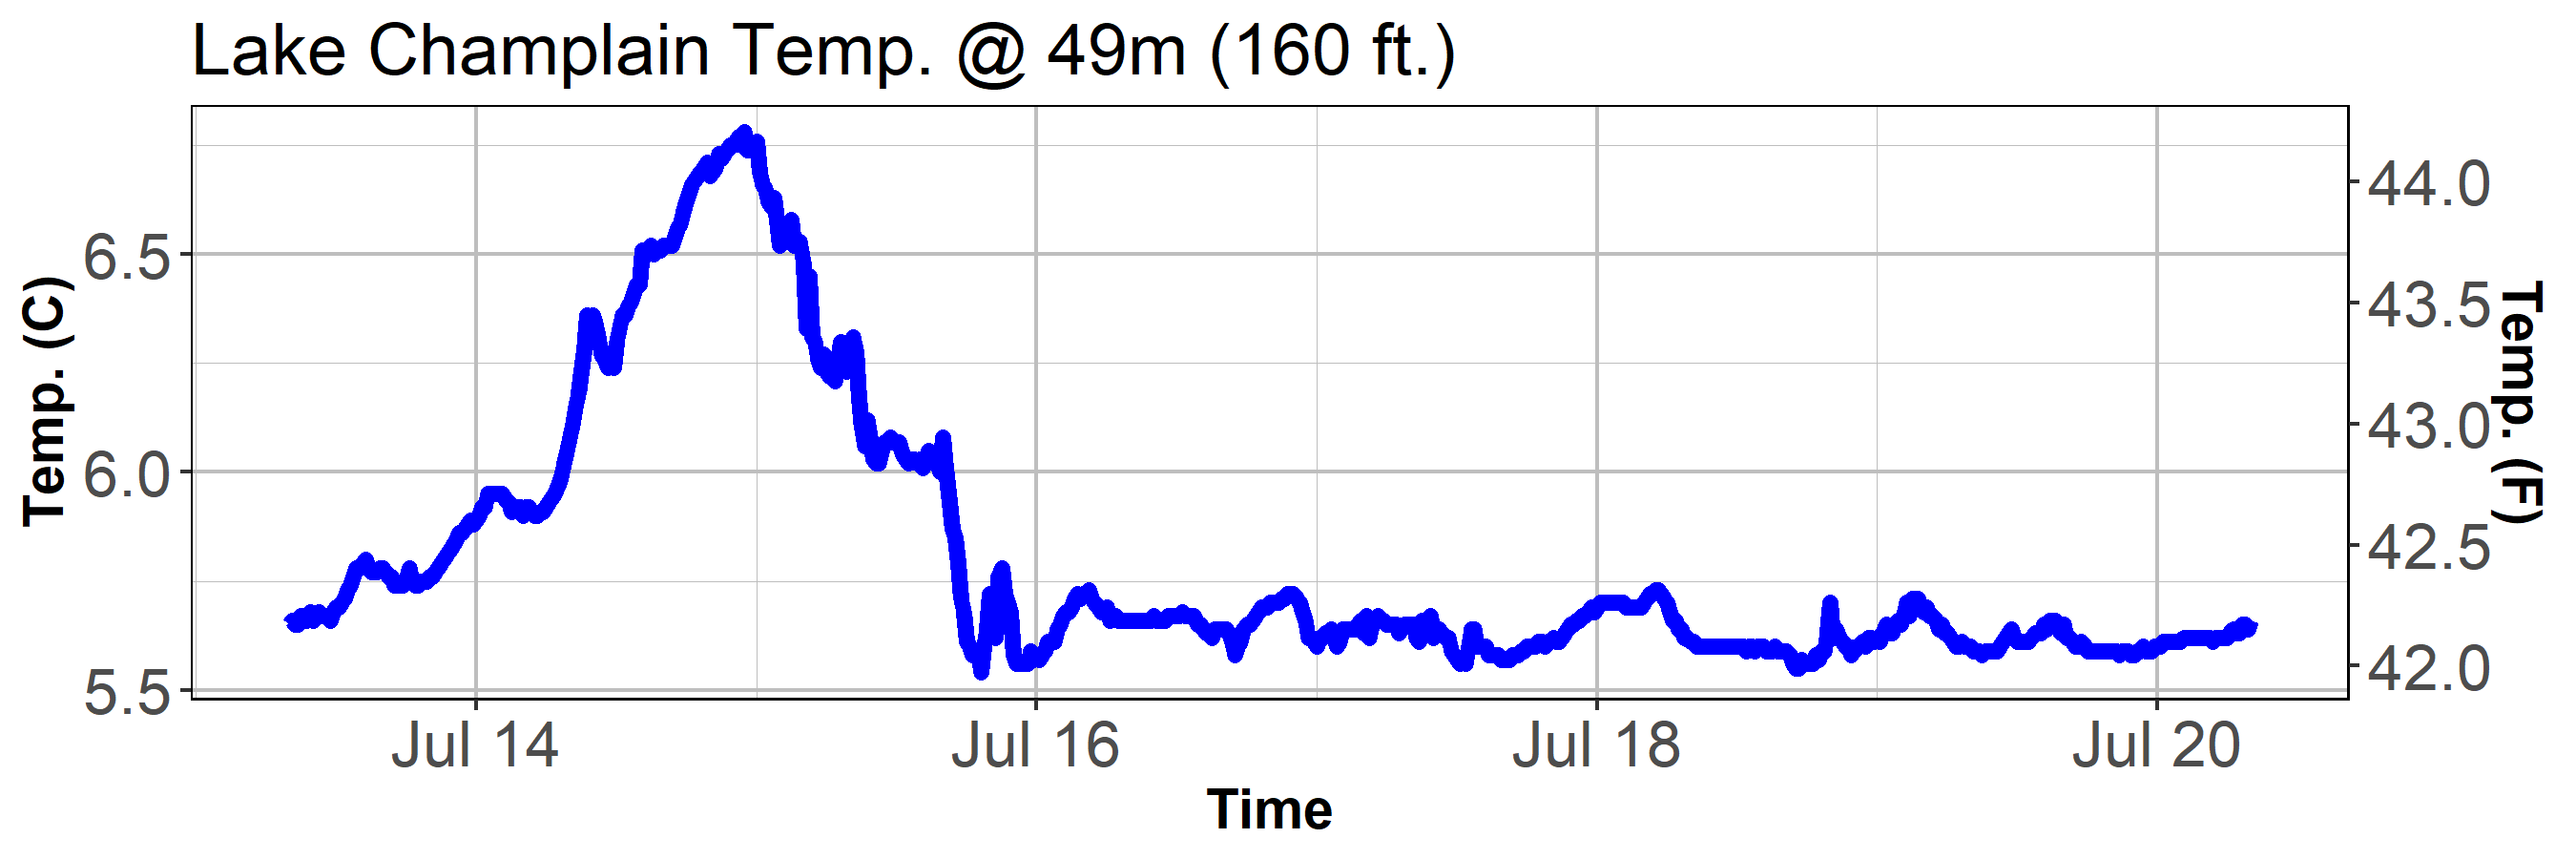 Lake Champlain Temp. @ 49m (160 ft.)
Temp. (C)
6.5
6.0
5.5
44.0
43.5
43.0
42.5
42.0
Temp. (F)
Jul 14 Jul 16 Jul 18 Jul 20
Time